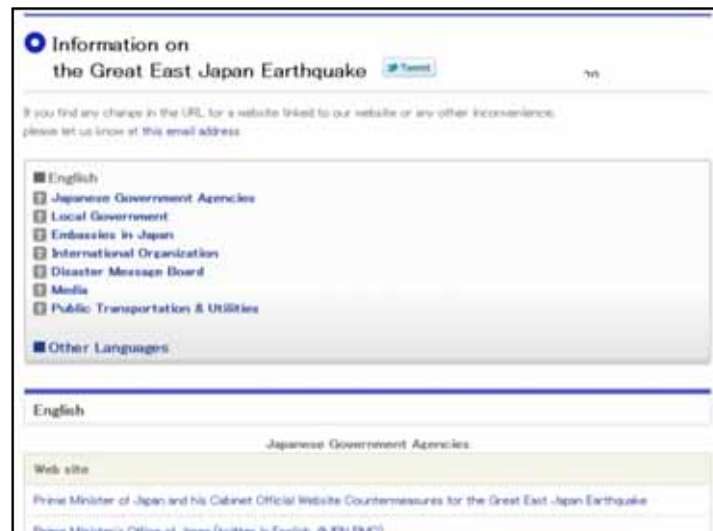 Information on
the Great East Japan Earthquake Tweet
20
If you find any change in the URL for a website linked to our website or any other inconvenience,
please let us know at this email address
■English
Japanese Government Agencies
Local Government
Embassies in Japan
International Organization
Disaster Message Board
Media
Public Transportation & Utilities
■Other Languages
English
Japanese Government Agencies
Web site
Prime Minister of Japan and his Cabinet Official Website Countermeasures for the Great East Japan Earthquake